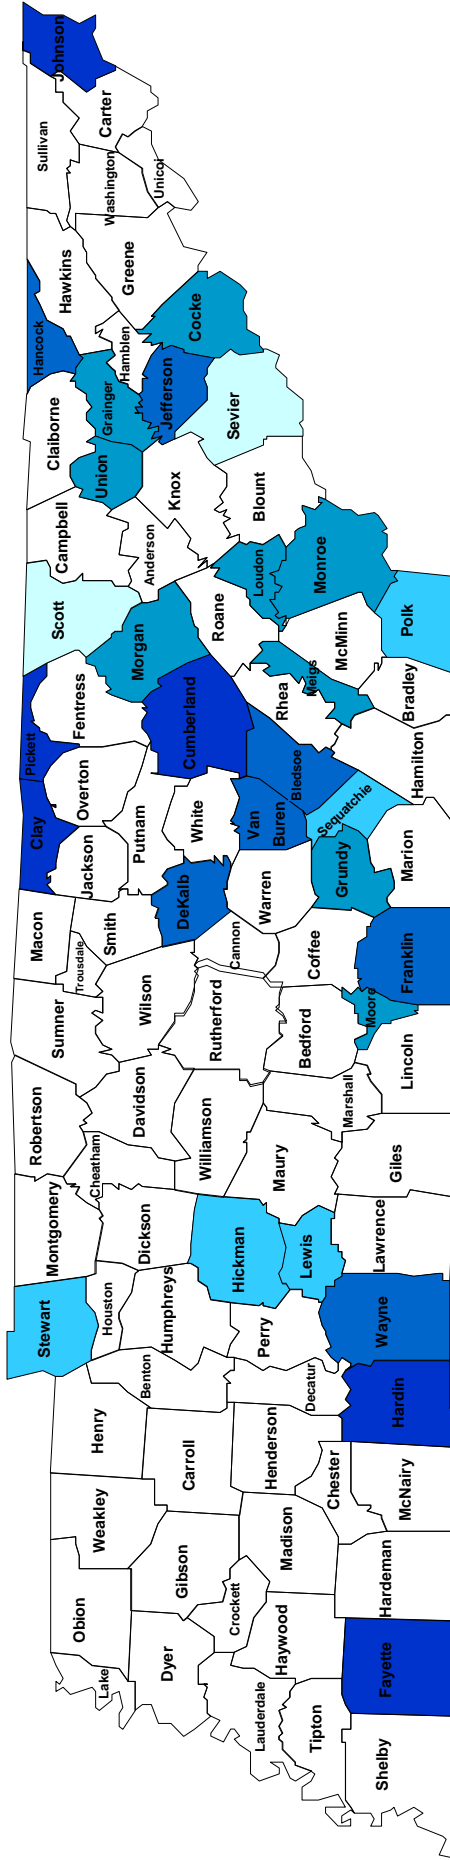 Johnson
Sullivan
Carter
Washington
Unicoi
Hawkins
Greene
Hancock
Hamblen
Cocke
Claiborne
Grainger
Jefferson
Sevier
Union
Campbell
Knox
Blount
Anderson
Scott
Loudon
Monroe
Morgan
Roane
McMinn
Polk
Pickett
Fentress
Cumberland
Rhea
Meigs
Bradley
Clay
Overton
Bledsoe
Hamilton
Jackson
Putnam
White
Van
Buren
Sequatchie
Macon
Smith
DeKalb
Warren
Grundy
Marion
Trousdale
Cannon
Coffee
Franklin
Sumner
Wilson
Rutherford
Bedford
Moore
Lincoln
Robertson
Davidson
Williamson
Marshall
Cheatham
Maury
Giles
Montgomery
Dickson
Hickman
Lewis
Lawrence
Stewart
Houston
Humphreys
Perry
Wayne
Benton
Decatur
Henry
Hardin
Carroll
Henderson
Chester
McNairy
Weakley
Gibson
Madison
Hardeman
Obion
Crockett
Haywood
Lake
Dyer
Lauderdale
Tipton
Fayette
Shelby